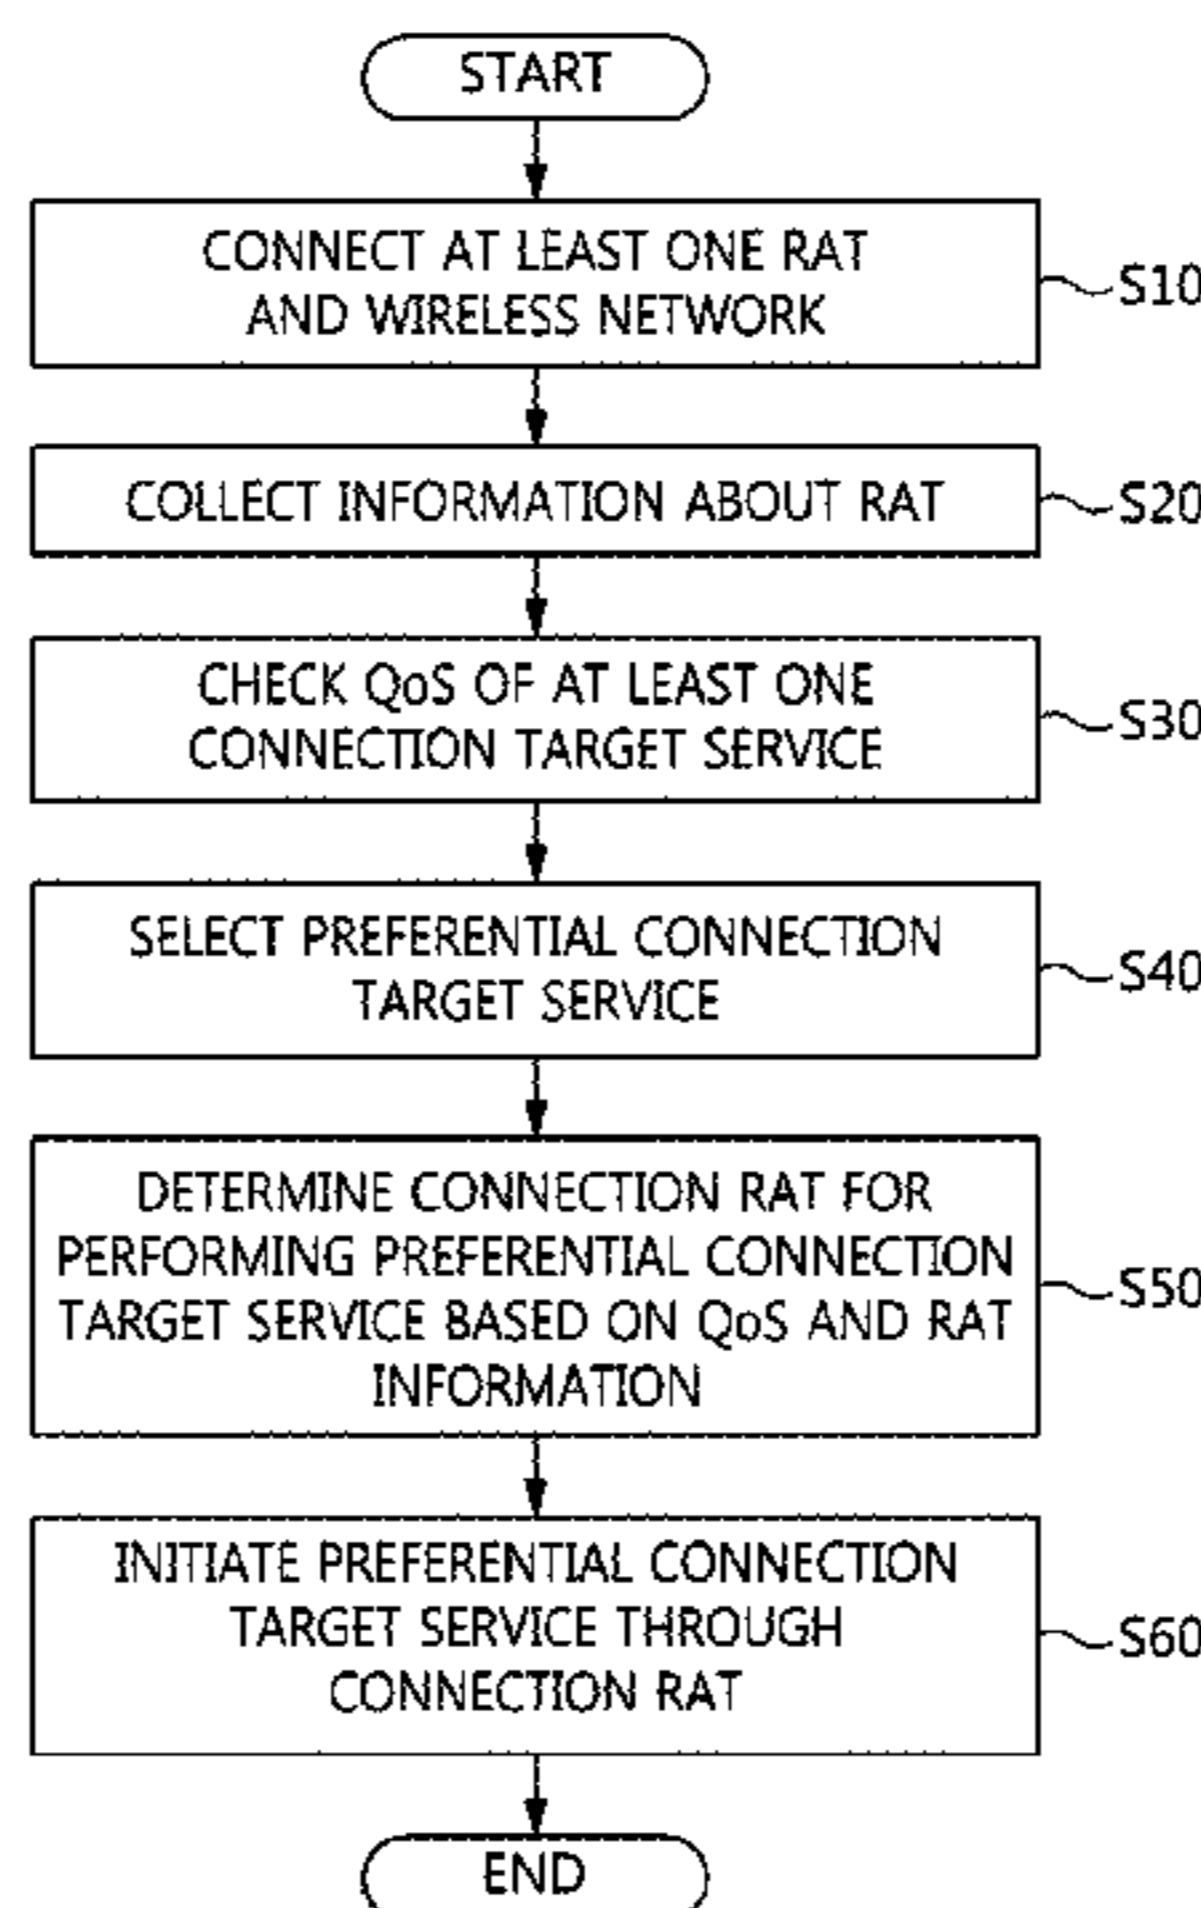 START
CONNECT AT LEAST ONE RAT
AND WIRELESS NETWORK
S10
COLLECT INFORMATION ABOUT RAT
S20
CHECK QoS OF AT LEAST ONE
CONNECTION TARGET SERVICE
S30
SELECT PREFERENTIAL CONNECTION
TARGET SERVICE
S40
DETERMINE CONNECTION RAT FOR
PERFORMING PREFERENTIAL CONNECTION
TARGET SERVICE BASED ON QoS AND RAT
INFORMATION
S50
INITIATE PREFERENTIAL CONNECTION
TARGET SERVICE THROUGH
CONNECTION RAT
S60
END